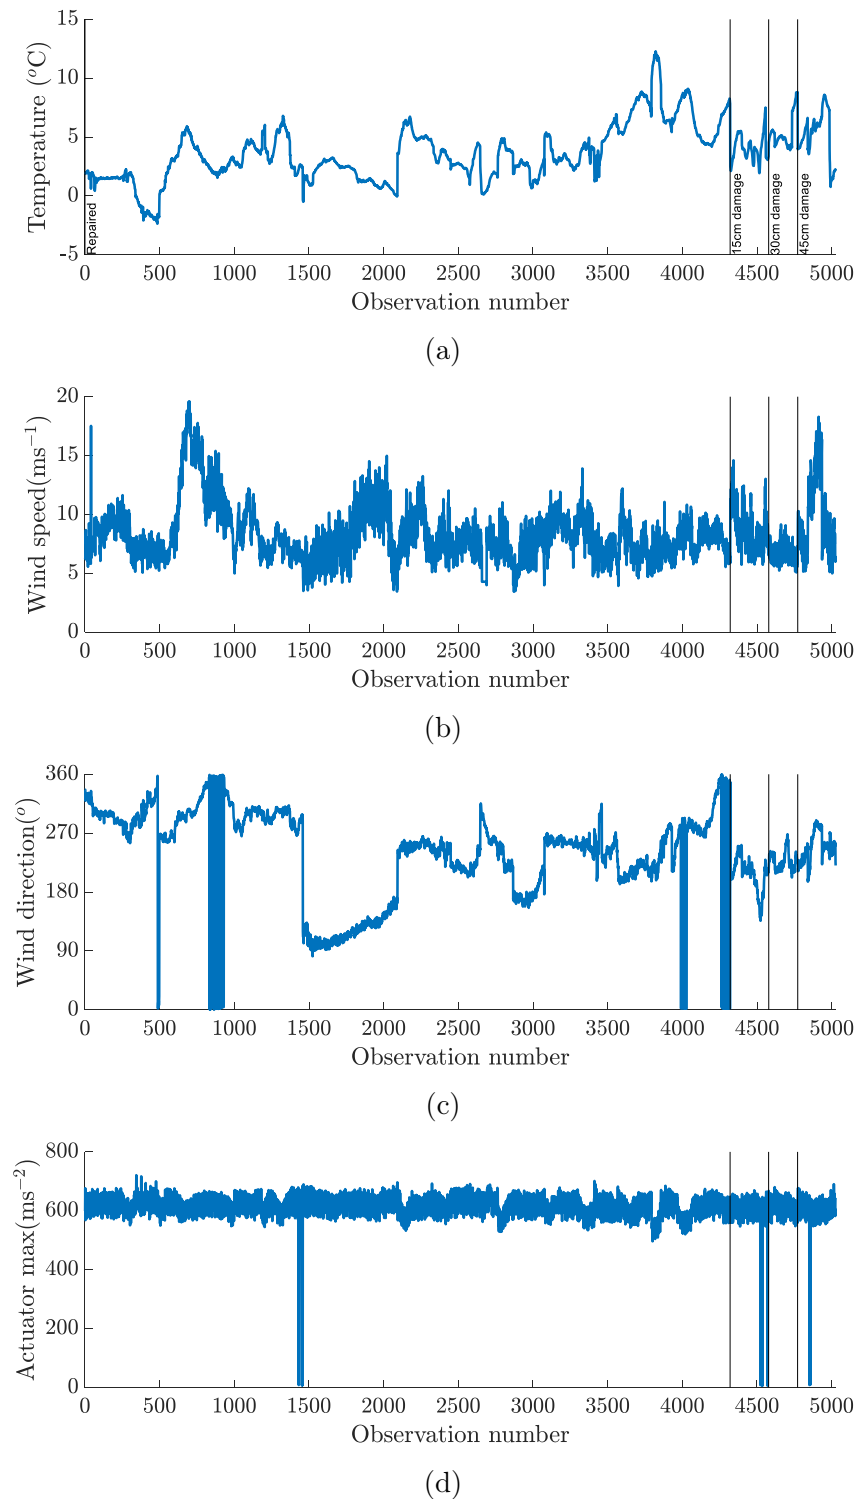 15
10
5
0
-5
Temperature (°C)
Repaired
15cm damage
30cm damage
45cm damage
0 500 1000 1500 2000 2500 3000 3500 4000 4500 5000
Observation number
(a)
20
15
10
5
0
Wind speed(ms⁻¹)
0 500 1000 1500 2000 2500 3000 3500 4000 4500 5000
Observation number
(b)
360
270
180
90
0
Wind direction(°)
0 500 1000 1500 2000 2500 3000 3500 4000 4500 5000
Observation number
(c)
800
600
400
200
0
Actuator max(ms⁻²)
0 500 1000 1500 2000 2500 3000 3500 4000 4500 5000
Observation number
(d)